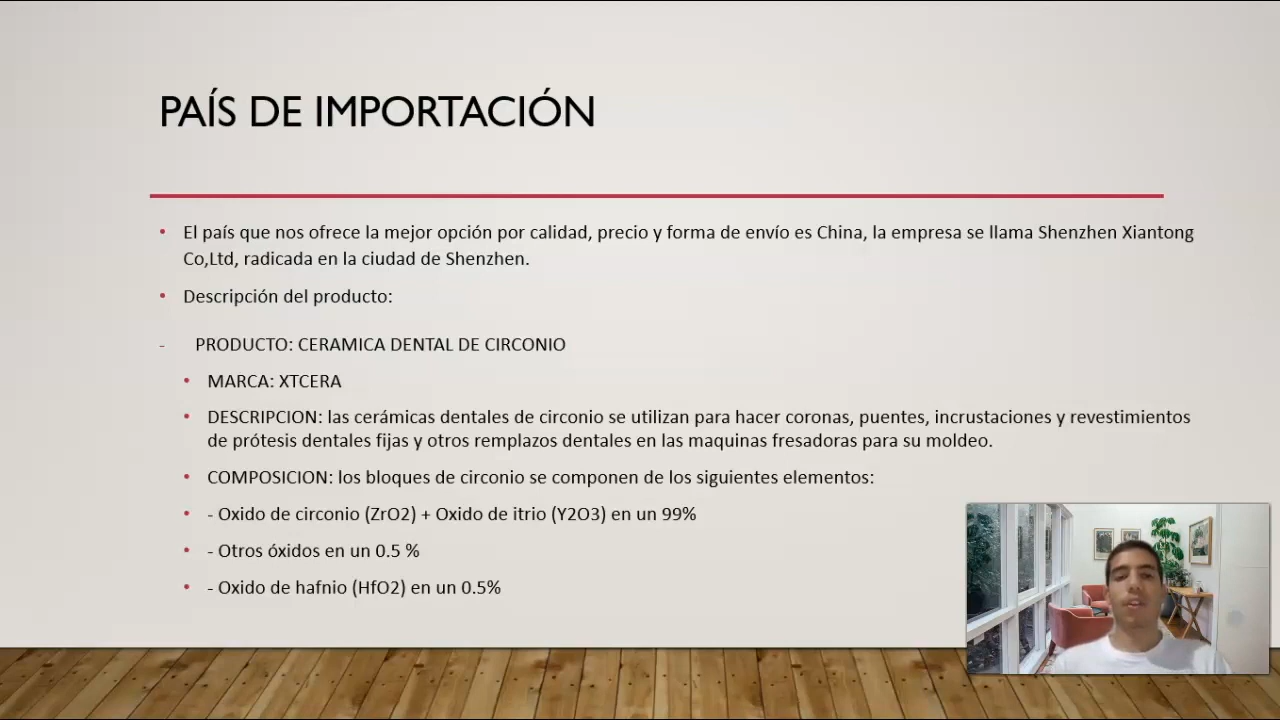 PAÍS DE IMPORTACIÓN
• El país que nos ofrece la mejor opción por calidad, precio y forma de envío es China, la empresa se llama Shenzhen Xiantong
Co,Ltd, radicada en la ciudad de Shenzhen.
• Descripción del producto:
- PRODUCTO: CERAMICA DENTAL DE CIRCONIO
• MARCA: XTCERA
• DESCRIPCION: las cerámicas dentales de circonio se utilizan para hacer coronas, puentes, incrustaciones y revestimientos
de prótesis dentales fijas y otros remplazos dentales en las maquinas fresadoras para su moldeo.
• COMPOSICION: los bloques de circonio se componen de los siguientes elementos:
• - Oxido de circonio (ZrO2) + Oxido de itrio (Y2O3) en un 99%
• - Otros óxidos en un 0.5 %
• - Oxido de hafnio (HfO2) en un 0.5%